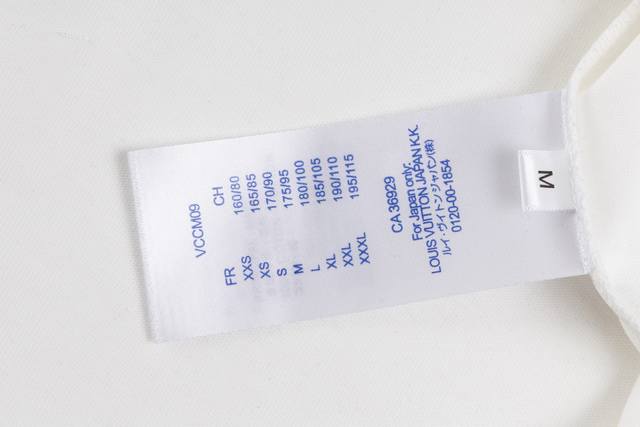 VCCM09
FR CH
XXS 160/80
XS 165/85
S 170/90
M 175/95
L 180/100
XL 185/105
XXL 190/110
XXXL 195/115
CA 36929
For Japan only:
LOUIS VUITTON JAPAN K.K.
ルイ・ヴィトン・ジャパン(株)
0120-00-1854
M